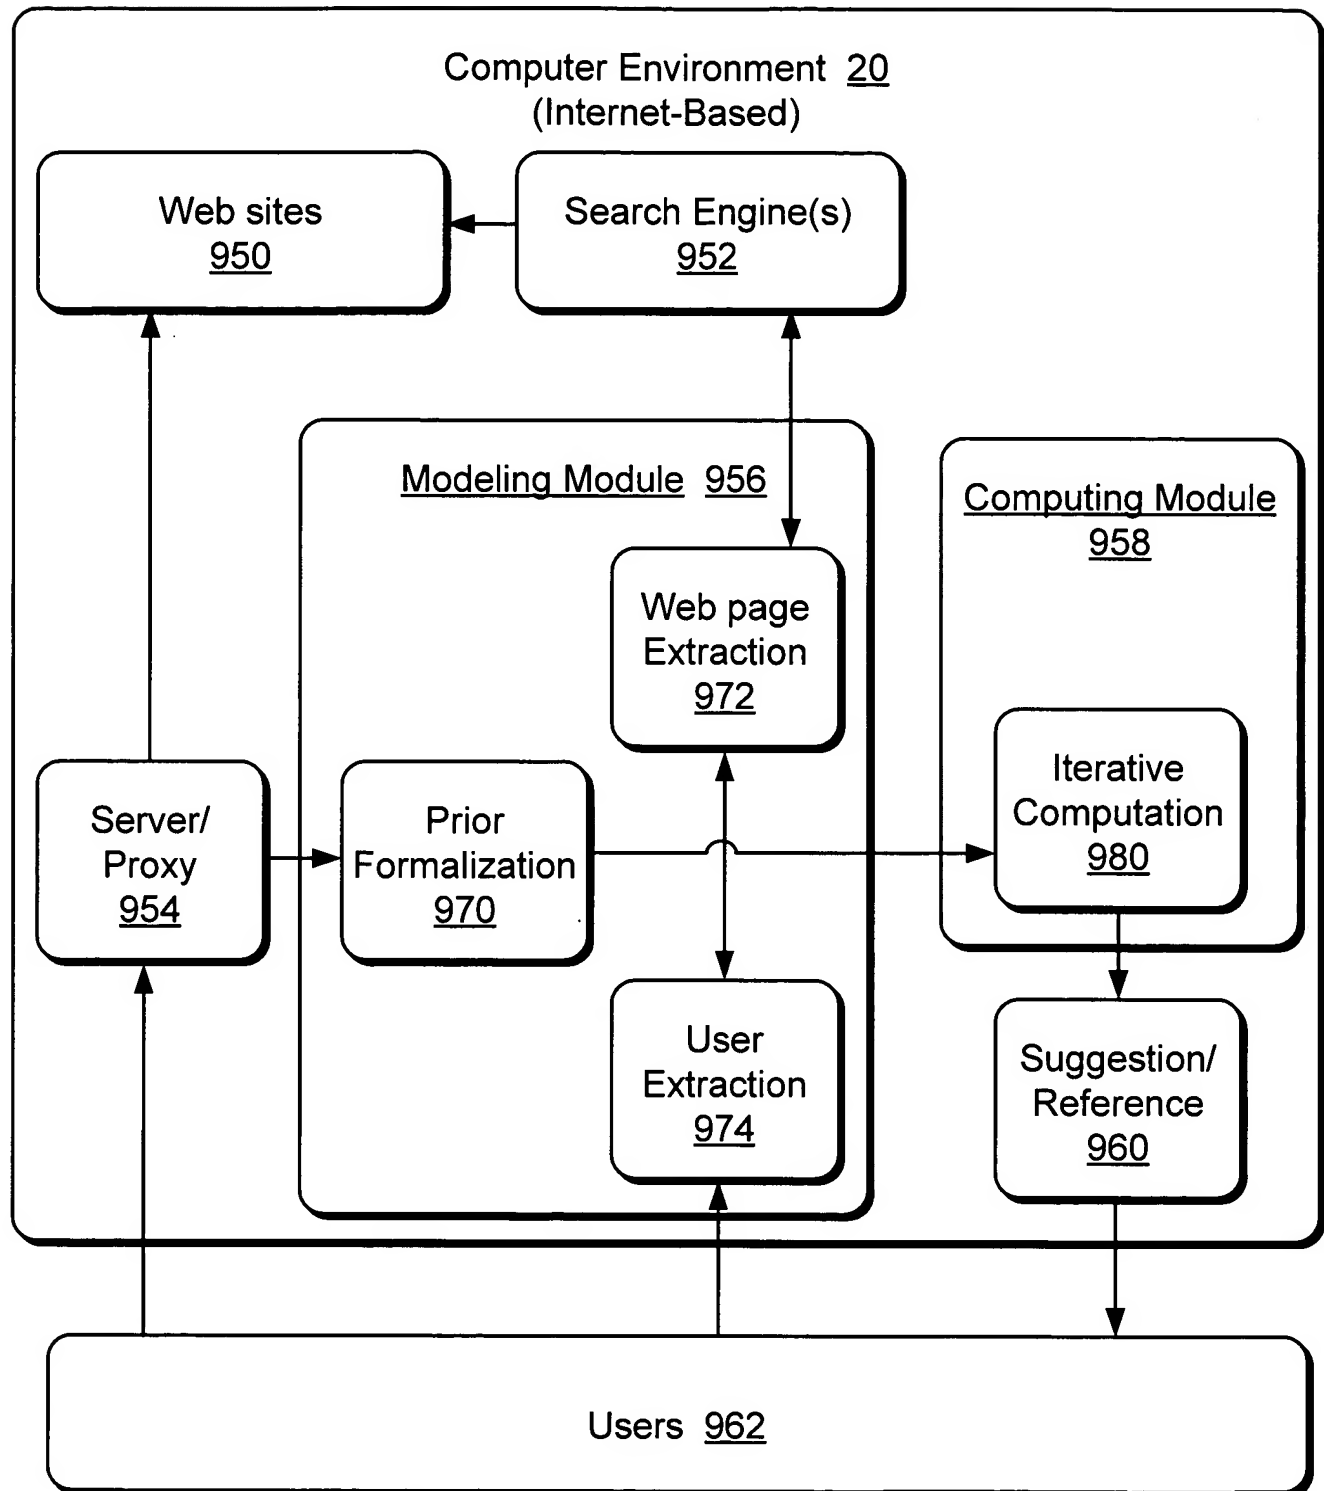 Computer Environment 20
(Internet-Based)
Web sites
950
Search Engine(s)
952
Modeling Module 956
Computing Module
958
Web page
Extraction
972
Server/
Proxy
954
Prior
Formalization
970
Iterative
Computation
980
User
Extraction
974
Suggestion/
Reference
960
Users 962